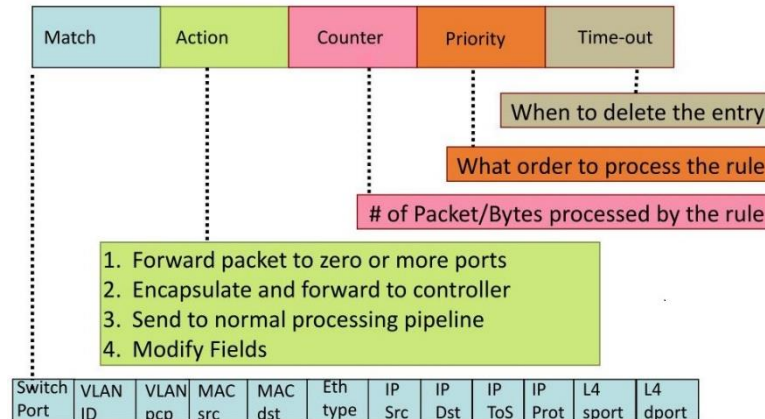 Match Action Counter Priority Time-out
When to delete the entry
What order to process the rule
# of Packet/Bytes processed by the rule
1. Forward packet to zero or more ports
2. Encapsulate and forward to controller
3. Send to normal processing pipeline
4. Modify Fields
Switch VLAN VLAN MAC MAC Eth IP IP IP IP L4 L4
Port ID pcp src dst type Src Dst ToS Prot sport dport